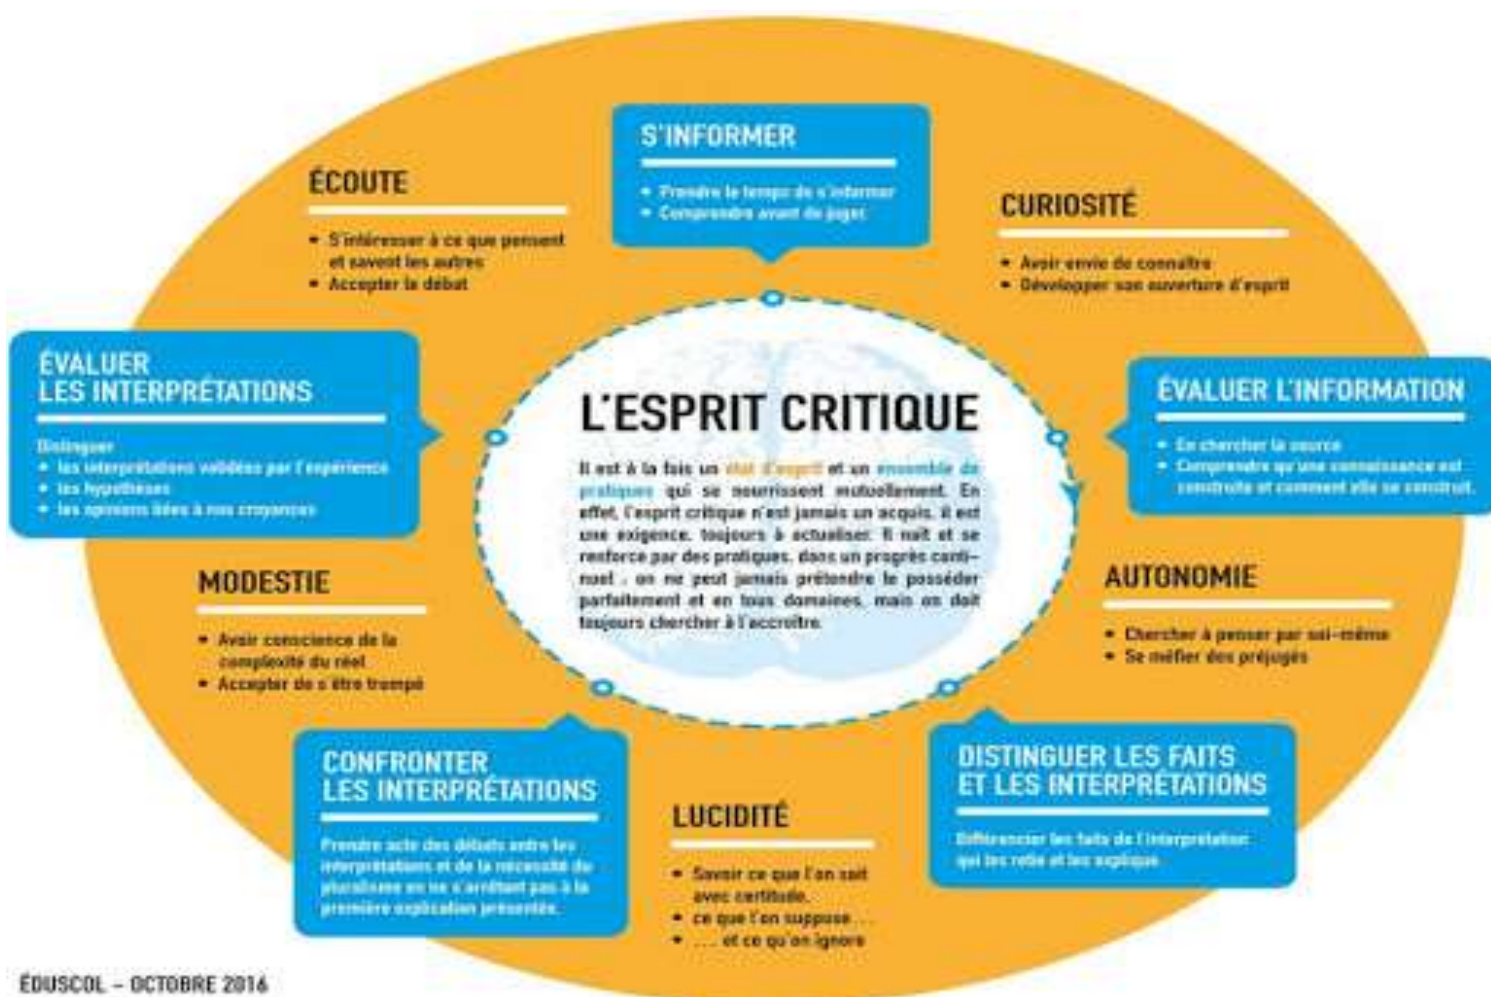 S'INFORMER
• Prendre le temps de s'informer
• Comprendre avant de juger.
ÉCOUTE
• S'intéresser à ce que pensent
et savent les autres
• Accepter le débat
CURIOSITÉ
• Avoir envie de connaître
• Développer son ouverture d'esprit
ÉVALUER
LES INTERPRÉTATIONS
Distinguer
• les interprétations validées par l'expérience
• les hypothèses
• les opinions liées à nos croyances
L'ESPRIT CRITIQUE
Il est à la fois un état d'esprit et un ensemble de
pratiques qui se nourrissent mutuellement. En
effet, l'esprit critique n'est jamais un acquis, il est
une exigence, toujours à actualiser. Il naît et se
renforce par des pratiques, dans un progrès conti-
nuel : on ne peut jamais prétendre le posséder
parfaitement et en tous domaines, mais on doit
toujours chercher à l'accroître.
ÉVALUER L'INFORMATION
• En chercher la source
• Comprendre qu'une connaissance est
construite et comment elle se construit.
MODESTIE
• Avoir conscience de la
complexité du réel
• Accepter de s'être trompé
AUTONOMIE
• Chercher à penser par soi-même
• Se méfier des préjugés
CONFRONTER
LES INTERPRÉTATIONS
Prendre acte des débats entre les
interprétations et de la nécessité du
pluralisme en ne s'arrêtant pas à la
première explication présentée.
LUCIDITÉ
• Savoir ce que l'on sait
avec certitude,
• ce que l'on suppose ...
• ... et ce qu'on ignore
DISTINGUER LES FAITS
ET LES INTERPRÉTATIONS
Différencier les faits de l'interprétation
qui les relie et les explique.
ÉDUSCOL – OCTOBRE 2016